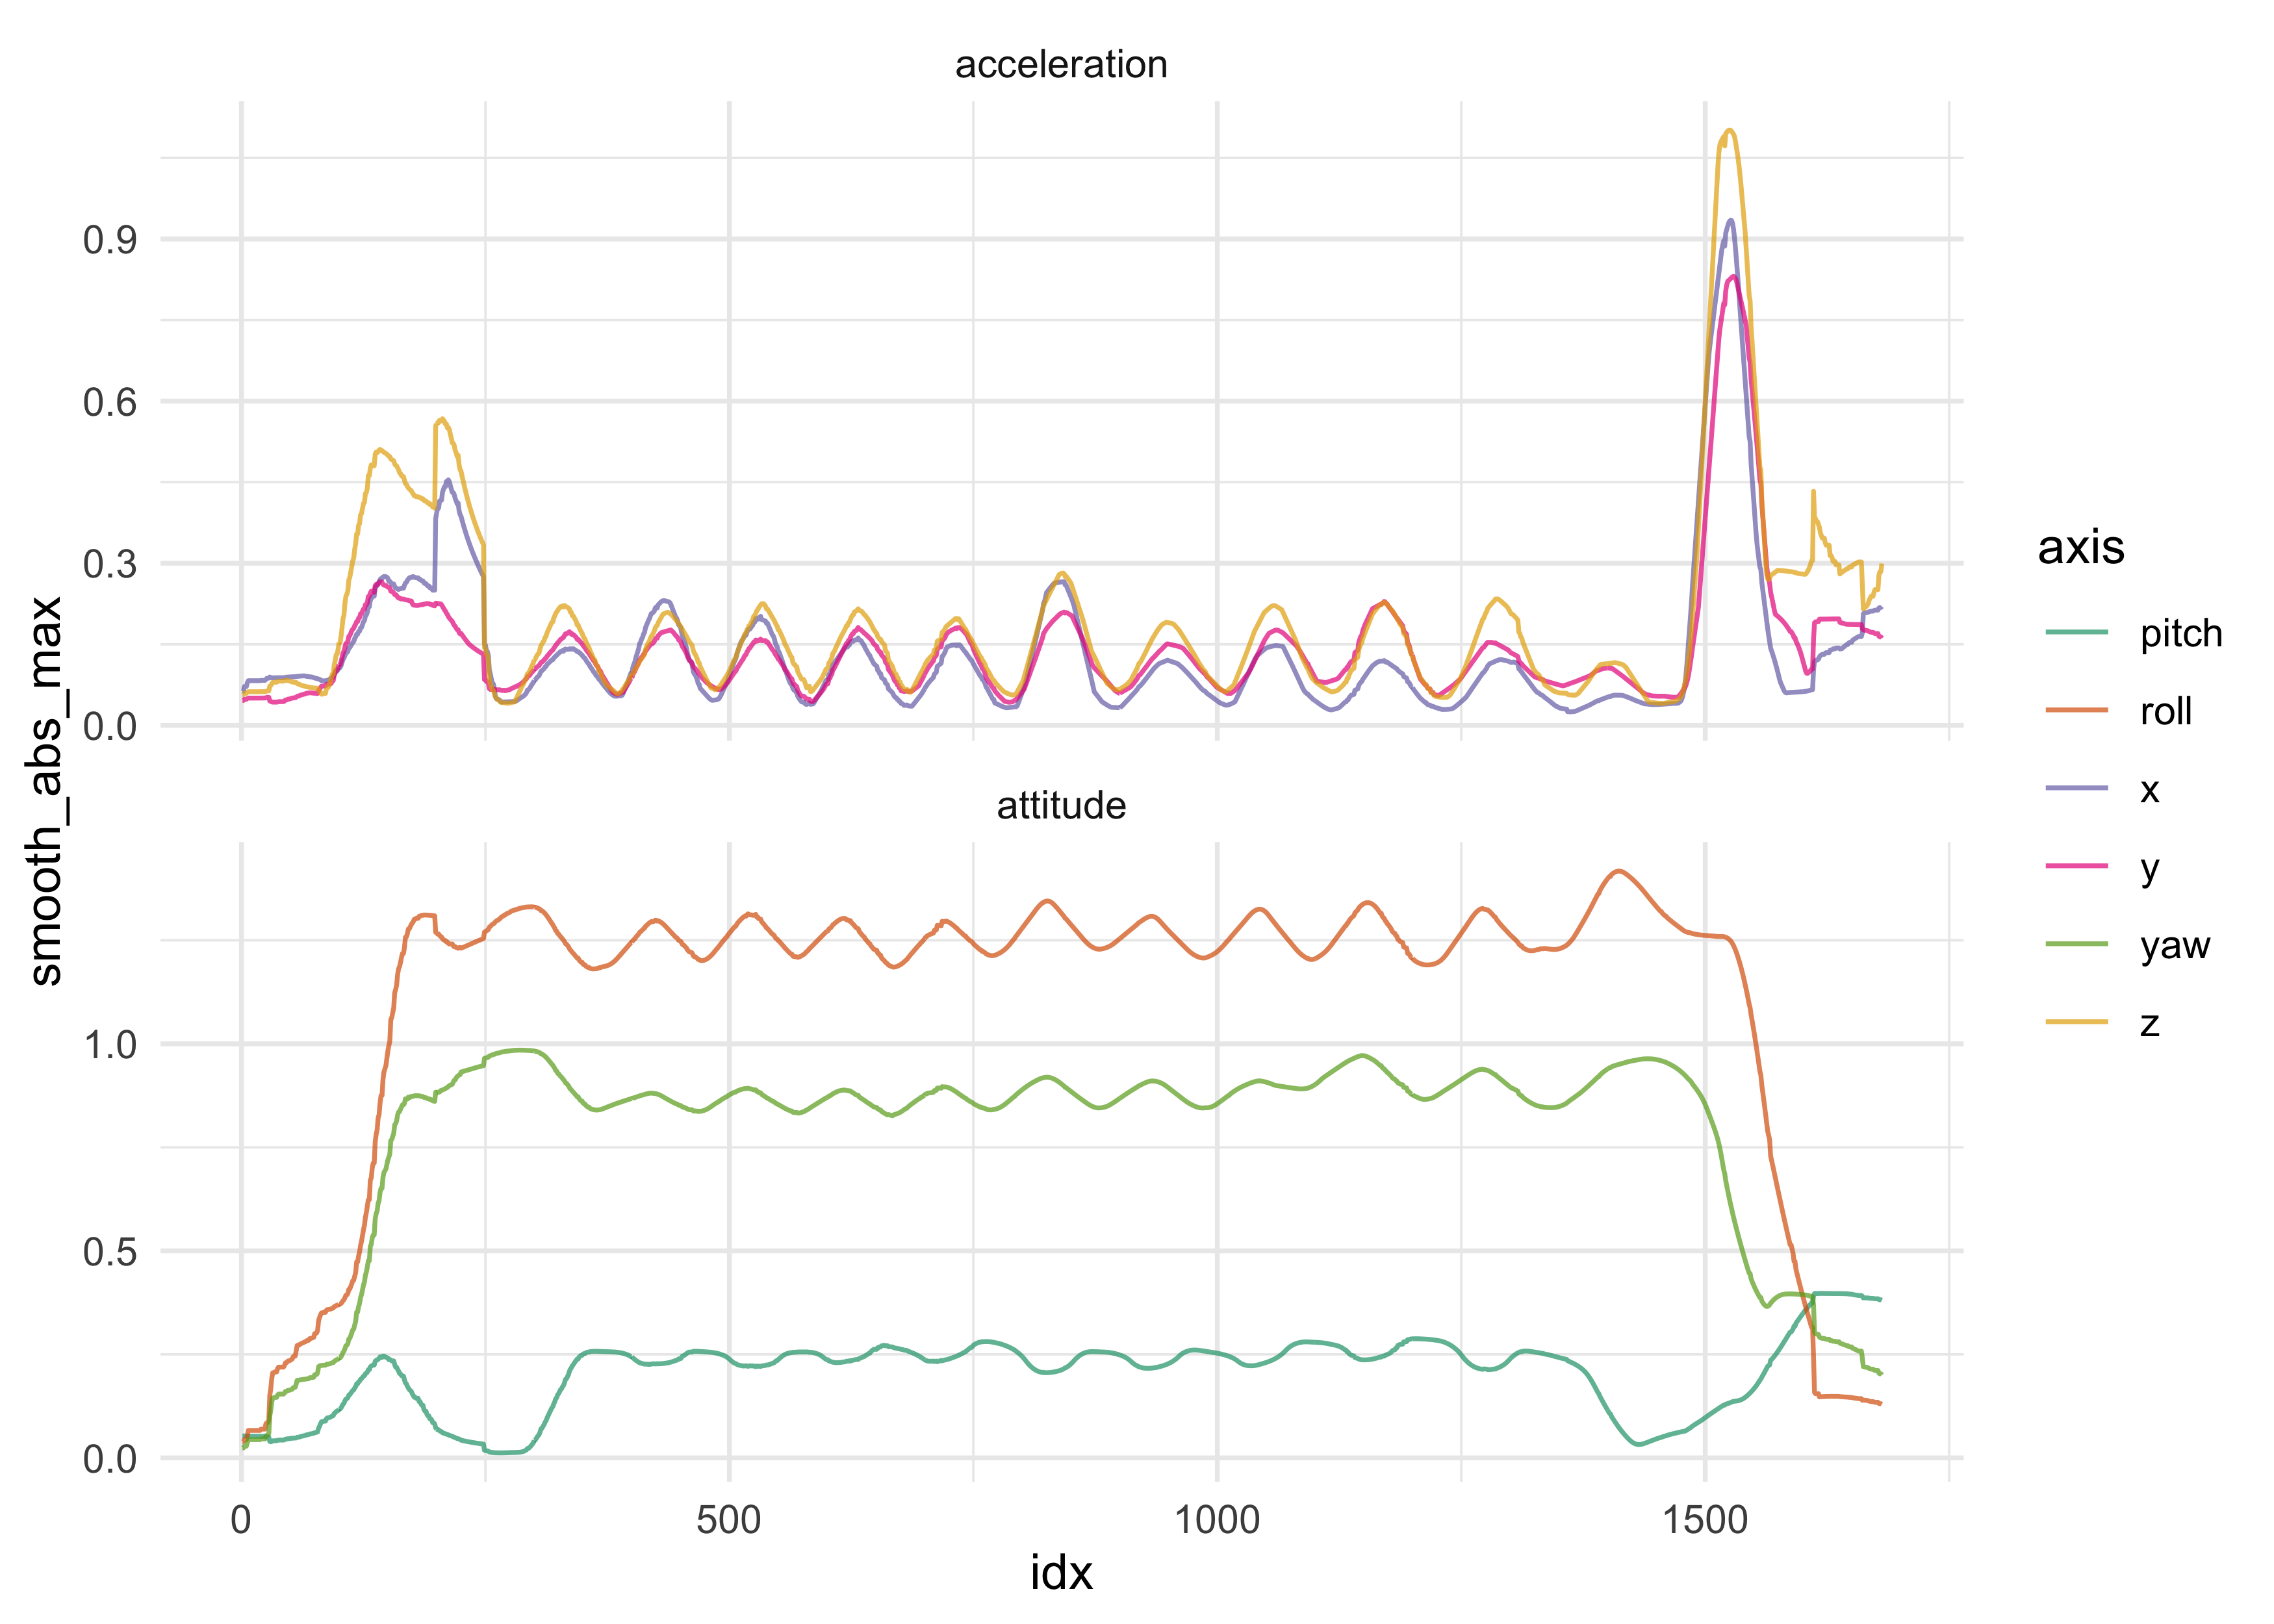 acceleration
0.9
0.6
0.3
0.0
smooth_abs_max
attitude
1.0
0.5
0.0
0
500
1000
1500
idx
axis
pitch
roll
x
y
yaw
z